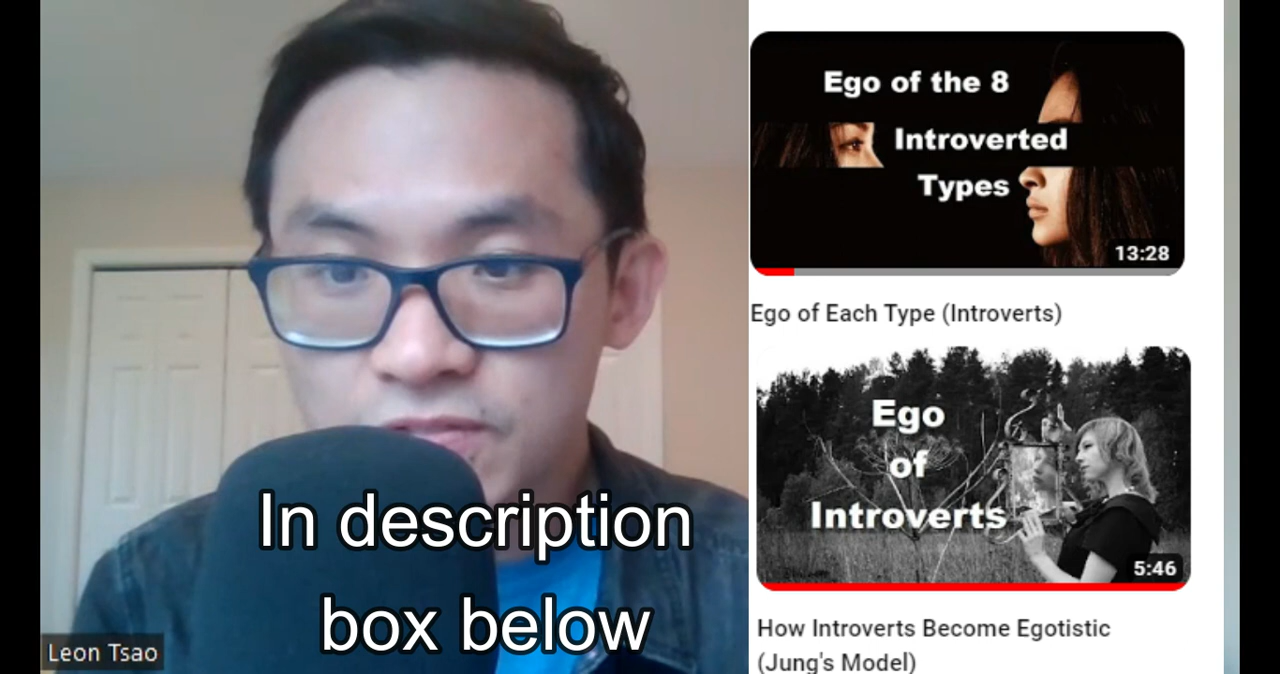 In description
box below
Leon Tsao
Ego of the 8
Introverted
Types
13:28
Ego of Each Type (Introverts)
Ego
of
Introverts
5:46
How Introverts Become Egotistic
(Jung's Model)